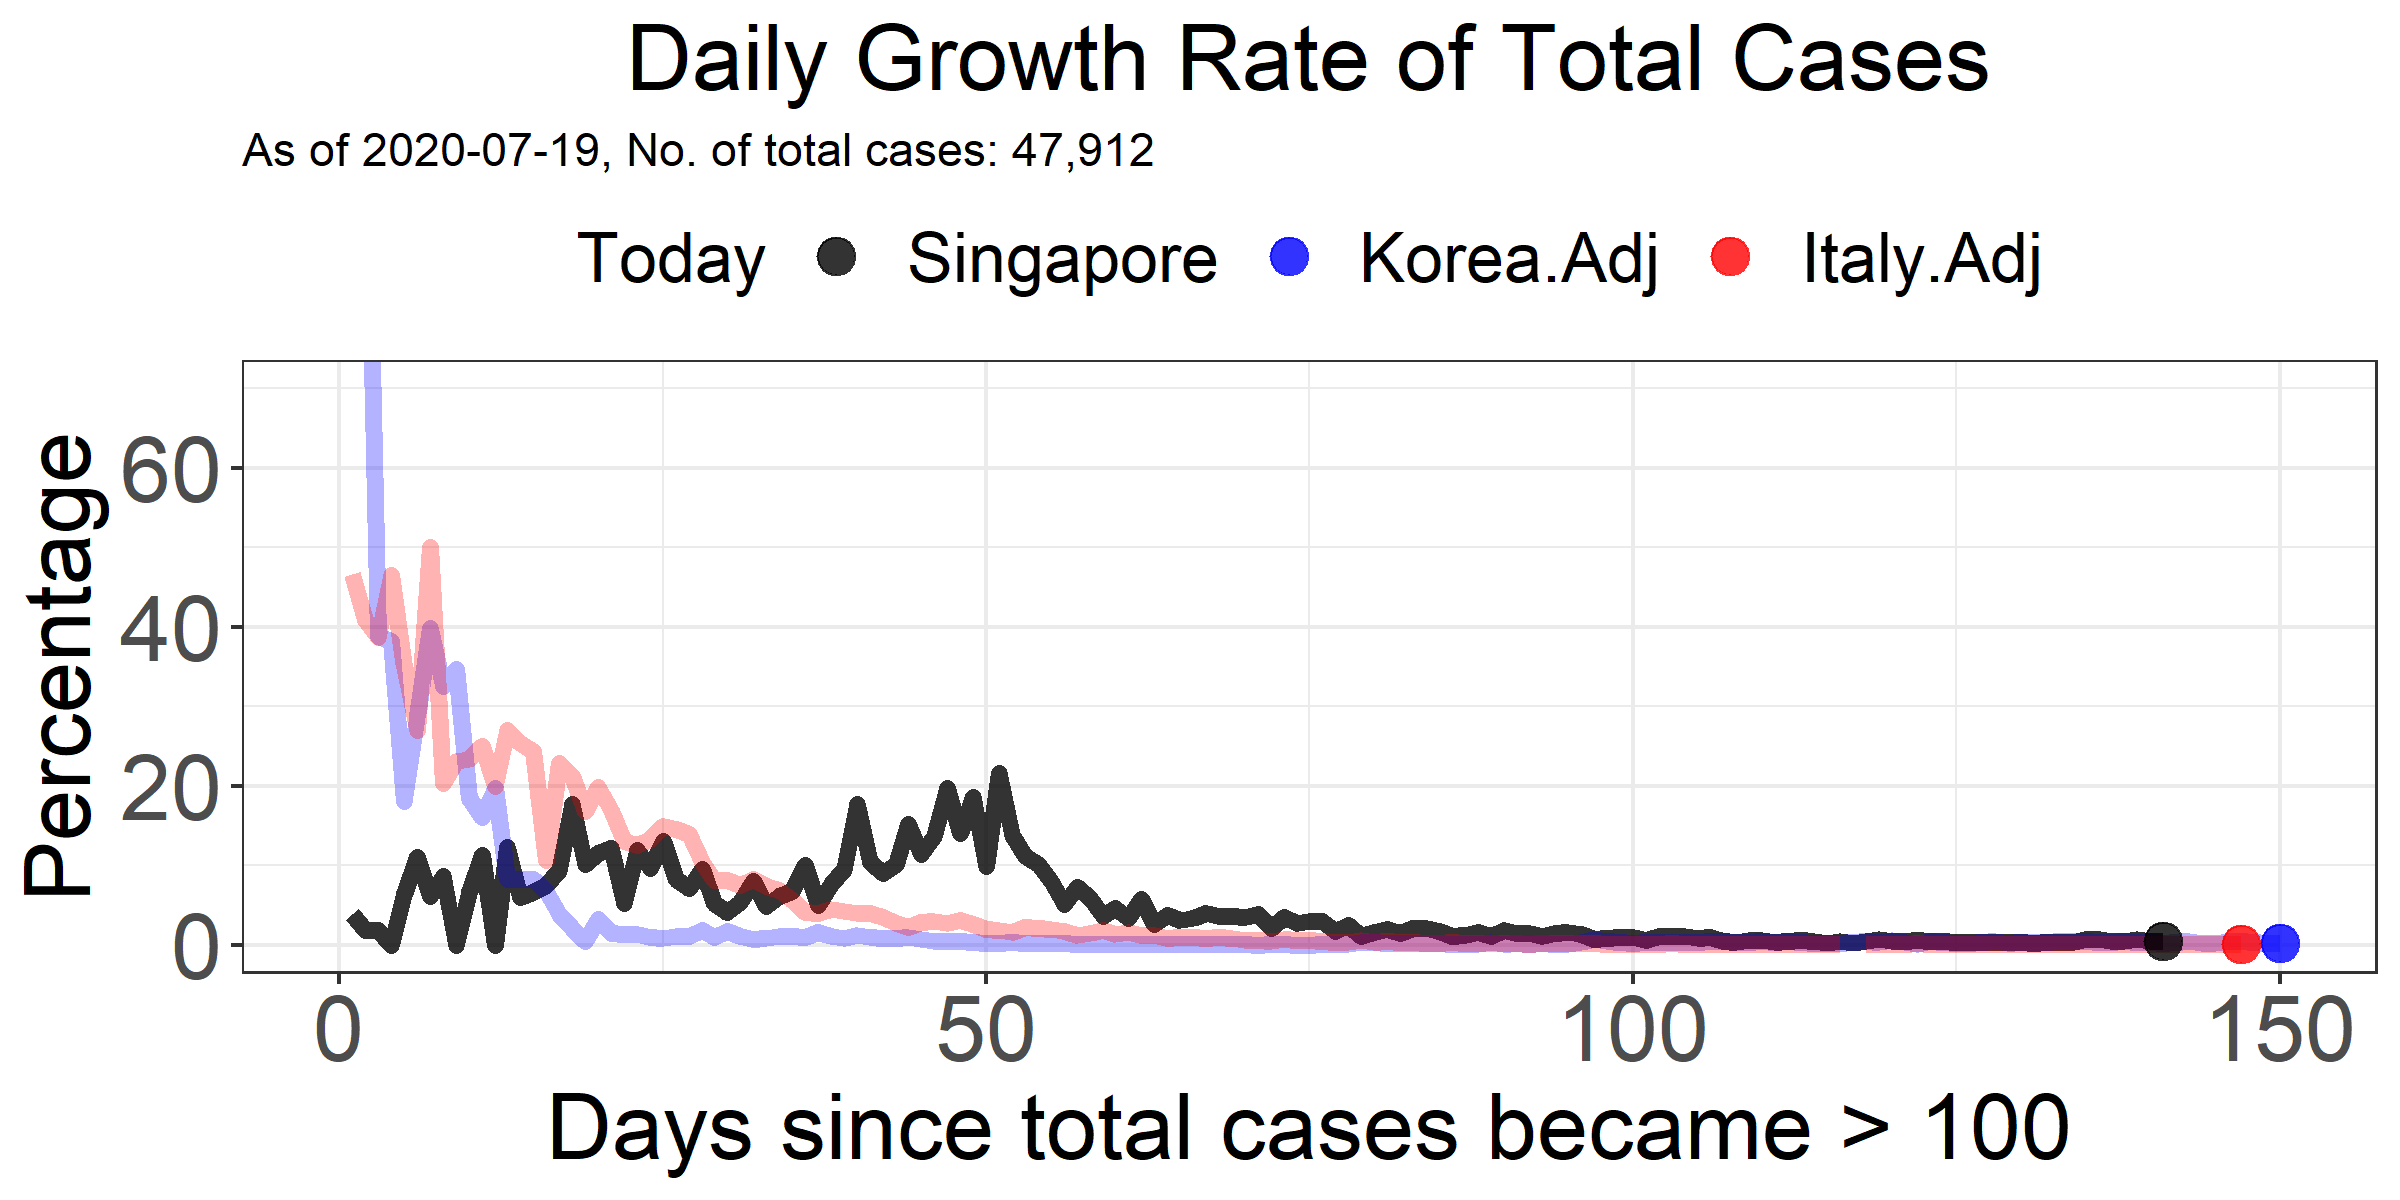 Daily Growth Rate of Total Cases
As of 2020-07-19, No. of total cases: 47,912
Today Singapore Korea.Adj Italy.Adj
Percentage
60
40
20
0
0 50 100 150
Days since total cases became > 100